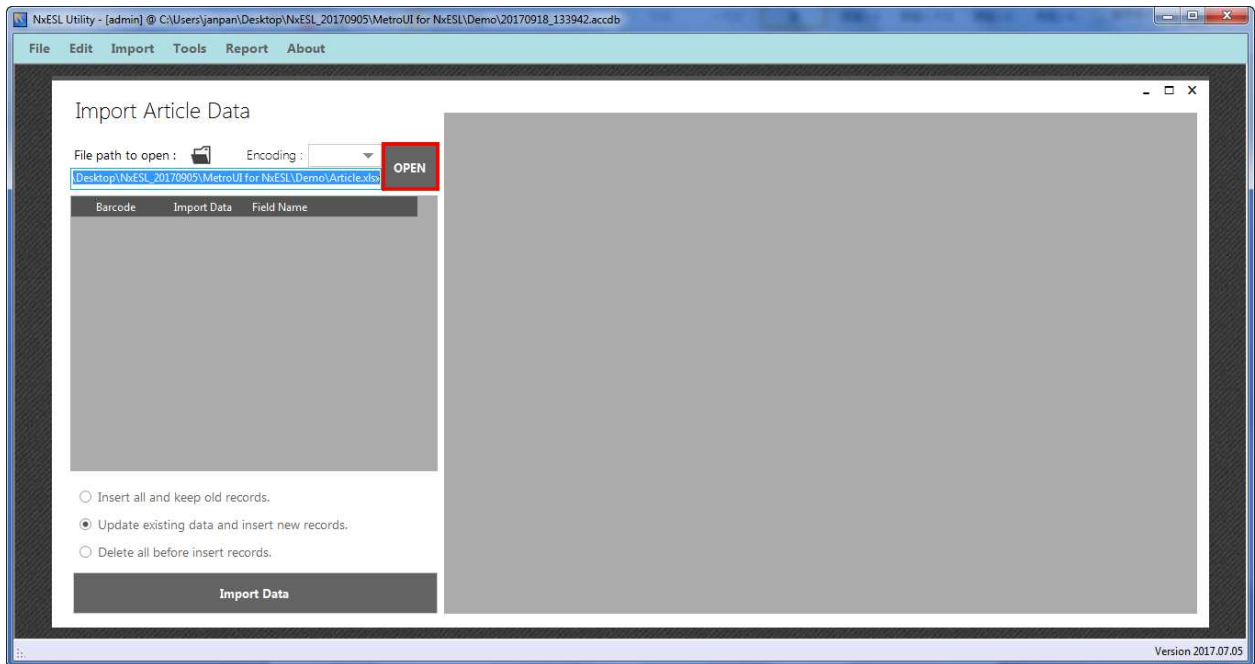 NxESL Utility - [admin] @ C:\Users\janpan\Desktop\NxESL_20170905\MetroUI for NxESL\Demo\20170918_133942.accdb
File Edit Import Tools Report About
Import Article Data
File path to open : Encoding :
OPEN
\Desktop\NxESL_20170905\MetroUI for NxESL\Demo\Article.xlsx
Barcode Import Data Field Name
Insert all and keep old records.
Update existing data and insert new records.
Delete all before insert records.
Import Data
Version 2017.07.05